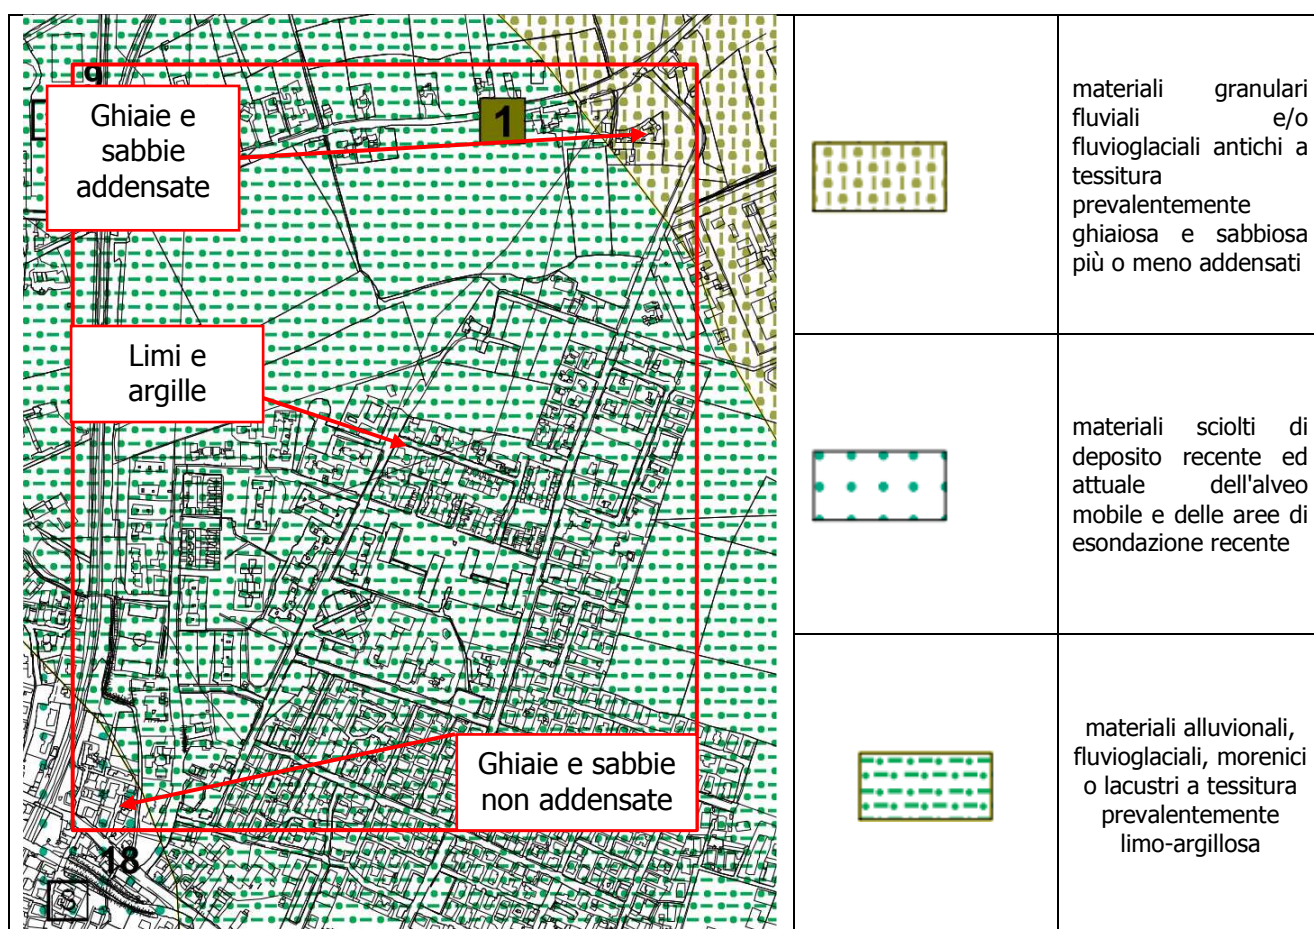 9
Ghiaie e
sabbie
addensate
1
Limi e
argille
Ghiaie e sabbie
non addensate
18
S
materiali granulari
fluviali e/o
fluvioglaciali antichi a
tessitura
prevalentemente
ghiaiosa e sabbiosa
più o meno addensati
materiali sciolti di
deposito recente ed
attuale dell'alveo
mobile e delle aree di
esondazione recente
materiali alluvionali,
fluvioglaciali, morenici
o lacustri a tessitura
prevalentemente
limo-argillosa